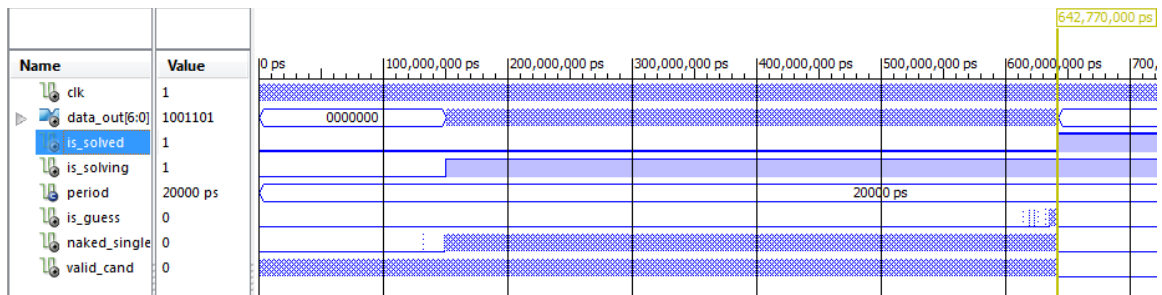 642,770,000 ps
Name Value 0 ps 100,000,000 ps 200,000,000 ps 300,000,000 ps 400,000,000 ps 500,000,000 ps 600,000,000 ps 700,
clk 1
data_out[6:0] 1001101 0000000
is_solved 1
is_solving 1
period 20000 ps 20000 ps
is_guess 0
naked_single 0
valid_cand 0